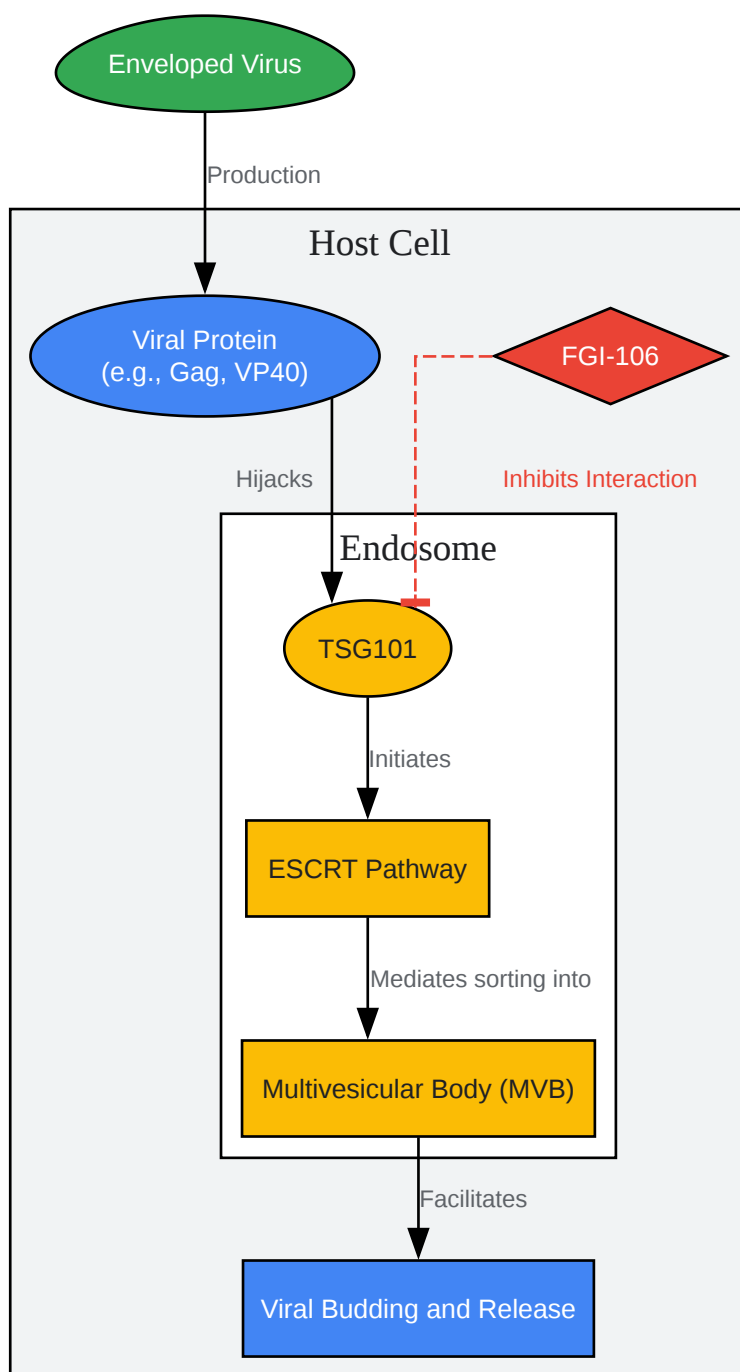 Enveloped Virus
Production
Host Cell
Viral Protein
(e.g., Gag, VP40)
FGI-106
Hijacks
Inhibits Interaction
Endosome
TSG101
Initiates
ESCRT Pathway
Mediates sorting into
Multivesicular Body (MVB)
Facilitates
Viral Budding and Release